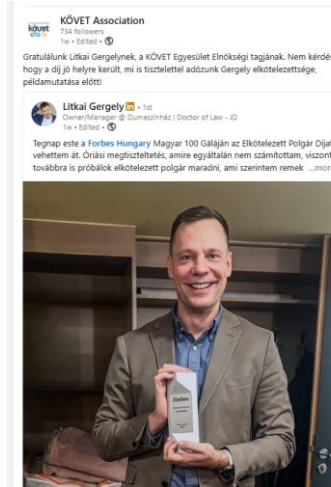 KÖVET Association
követ
734 followers
1w • Edited •
Gratulálunk Litkai Gergelynek, a KÖVET Egyesület Elnökségi tagjának. Nem kérdés
hogy a díj jó helyre került, mi is tisztelettel adózunk Gergely elkötelezettsége,
példamutatása előtt!
Litkai Gergely in • 1st
Owner/Manager @ Dumaszínház | Doctor of Law - JD
1w • Edited •
Tegnap este a Forbes Hungary Magyar 100 Gáláján az Elkötelezett Polgár Díjat
vehettem át. Óriási megtiszteltetés, amire egyáltalán nem számítottam, viszont
továbbra is próbálok elkötelezett polgár maradni, ami szerintem remek ...more
Forbes